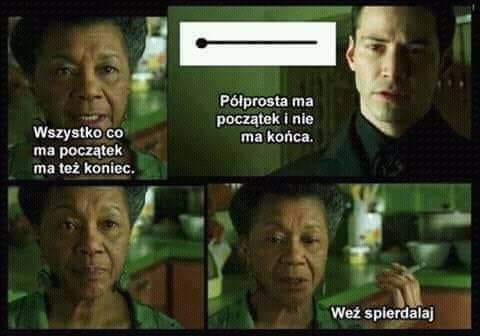 Wszystko co
ma początek
ma też koniec.
Półprosta ma
początek i nie
ma końca.
Weź spierdalaj